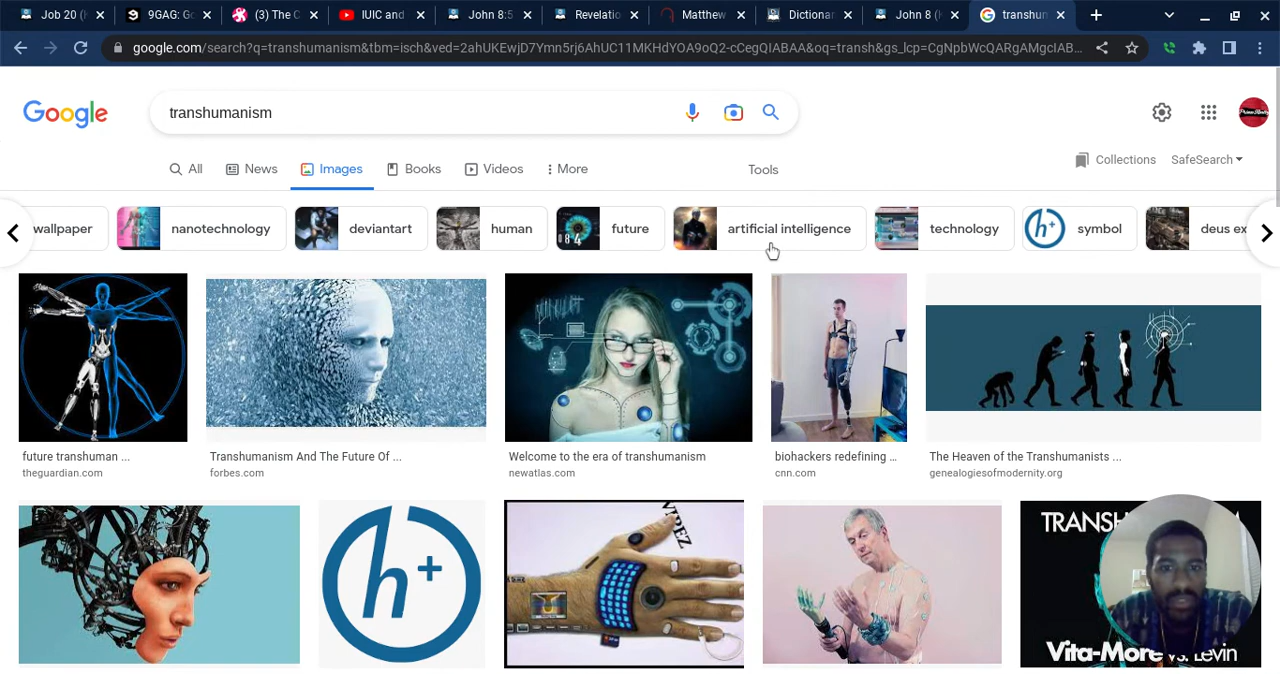 Job 20 (
9GAG: Go
(3) The C
IUIC and
John 8:5
Revelatio
Matthew
Dictionar
John 8 (
transhun
google.com/search?q=transhumanism&tbm=isch&ved=2ahUKEwjD7Ymn5rj6AhUC11MKHdYOA9oQ2-cCegQIABAA&oq=transh&gs_lcp=CgNpbWcQARgAMgcIAB...
Google
transhumanism
All
News
Images
Books
Videos
More
Tools
Collections
SafeSearch
wallpaper
nanotechnology
deviantart
human
future
artificial intelligence
technology
symbol
deus ex
future transhuman ...
theguardian.com
Transhumanism And The Future Of ...
forbes.com
Welcome to the era of transhumanism
newatlas.com
biohackers redefining ...
cnn.com
The Heaven of the Transhumanists ...
genealogiesofmodernity.org
h+
h+
TRANSH
Vita-More vs. Levin